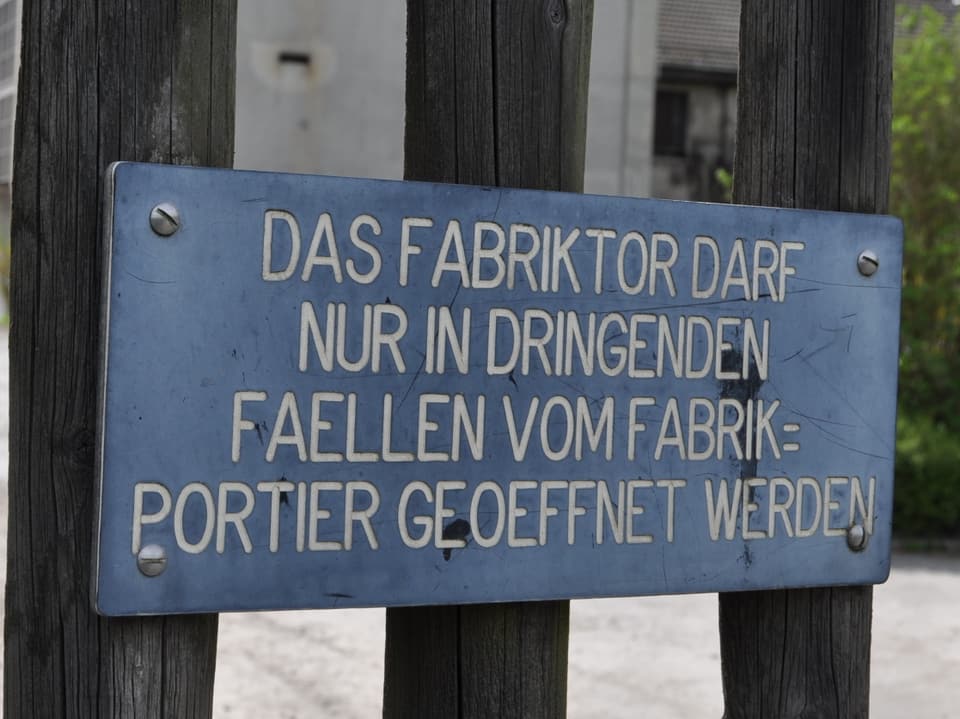 DAS FABRIKTOR DARF
NUR IN DRINGENDEN
FAELLEN VOM FABRIK=
PORTIER GEOEFFNET WERDEN